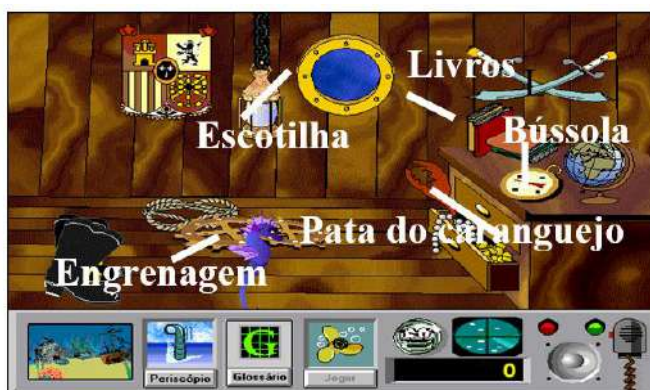 Livros
Escotilha
Bússola
Pata do caranguejo
Engrenagem
Periscópio
Glossário
G
Jogar
0